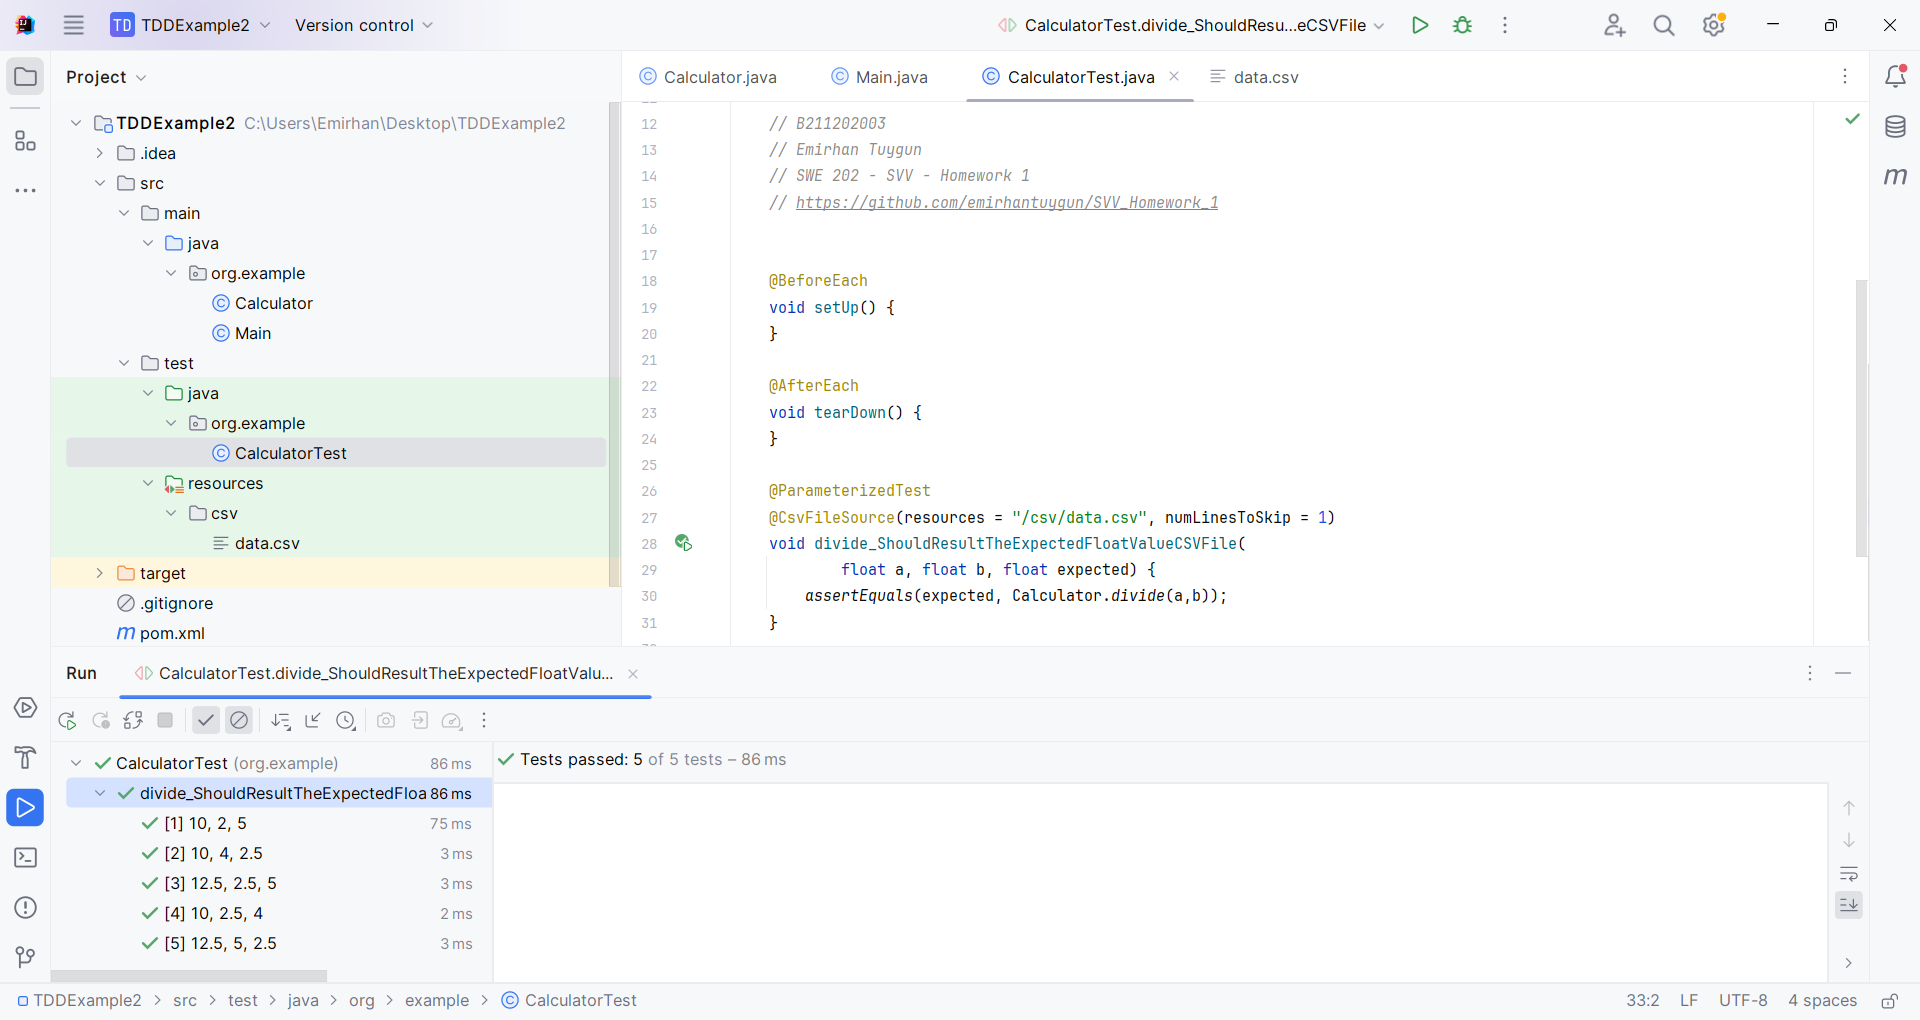 TD TDDExample2 Version control CalculatorTest.divide_ShouldResu...eCSVFile
Project
Calculator.java Main.java CalculatorTest.java data.csv
TDDExample2 C:\Users\Emirhan\Desktop\TDDExample2
.idea
src
main
java
org.example
Calculator
Main
test
java
org.example
CalculatorTest
resources
csv
data.csv
target
.gitignore
pom.xml
12 // B211202003
13 // Emirhan Tuygun
14 // SWE 202 - SVV - Homework 1
15 // https://github.com/emirhantuygun/SVV_Homework_1
16
17
18 @BeforeEach
19 void setUp() {
20 }
21
22 @AfterEach
23 void tearDown() {
24 }
25
26 @ParameterizedTest
27 @CsvFileSource(resources = "/csv/data.csv", numLinesToSkip = 1)
28 void divide_ShouldResultTheExpectedFloatValueCSVFile(
29 float a, float b, float expected) {
30 assertEquals(expected, Calculator.divide(a,b));
31 }
Run CalculatorTest.divide_ShouldResultTheExpectedFloatValu...
CalculatorTest (org.example) 86 ms
divide_ShouldResultTheExpectedFloa 86 ms
[1] 10, 2, 5 75 ms
[2] 10, 4, 2.5 3 ms
[3] 12.5, 2.5, 5 3 ms
[4] 10, 2.5, 4 2 ms
[5] 12.5, 5, 2.5 3 ms
Tests passed: 5 of 5 tests – 86 ms
TDDExample2 > src > test > java > org > example > CalculatorTest
33:2 LF UTF-8 4 spaces